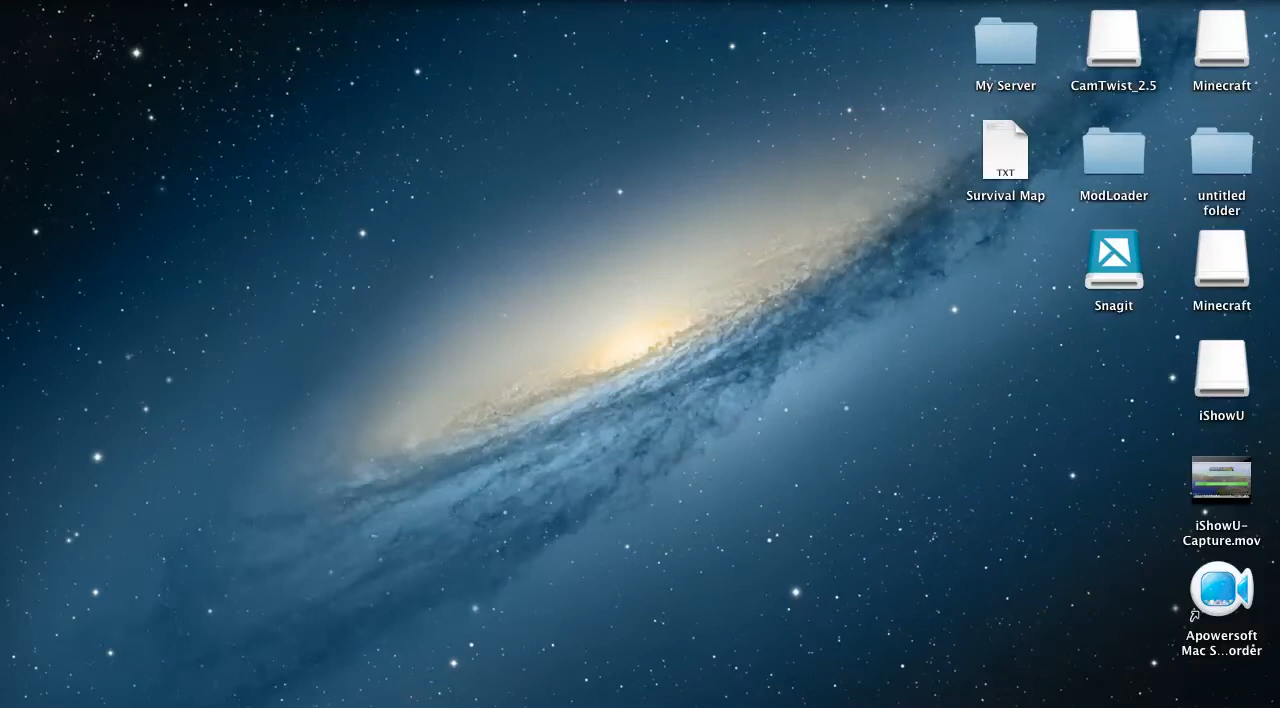 My Server
CamTwist_2.5
Minecraft
TXT
Survival Map
ModLoader
untitled
folder
Snagit
Minecraft
iShowU
iShowU-
Capture.mov
Apowersoft
Mac S...order